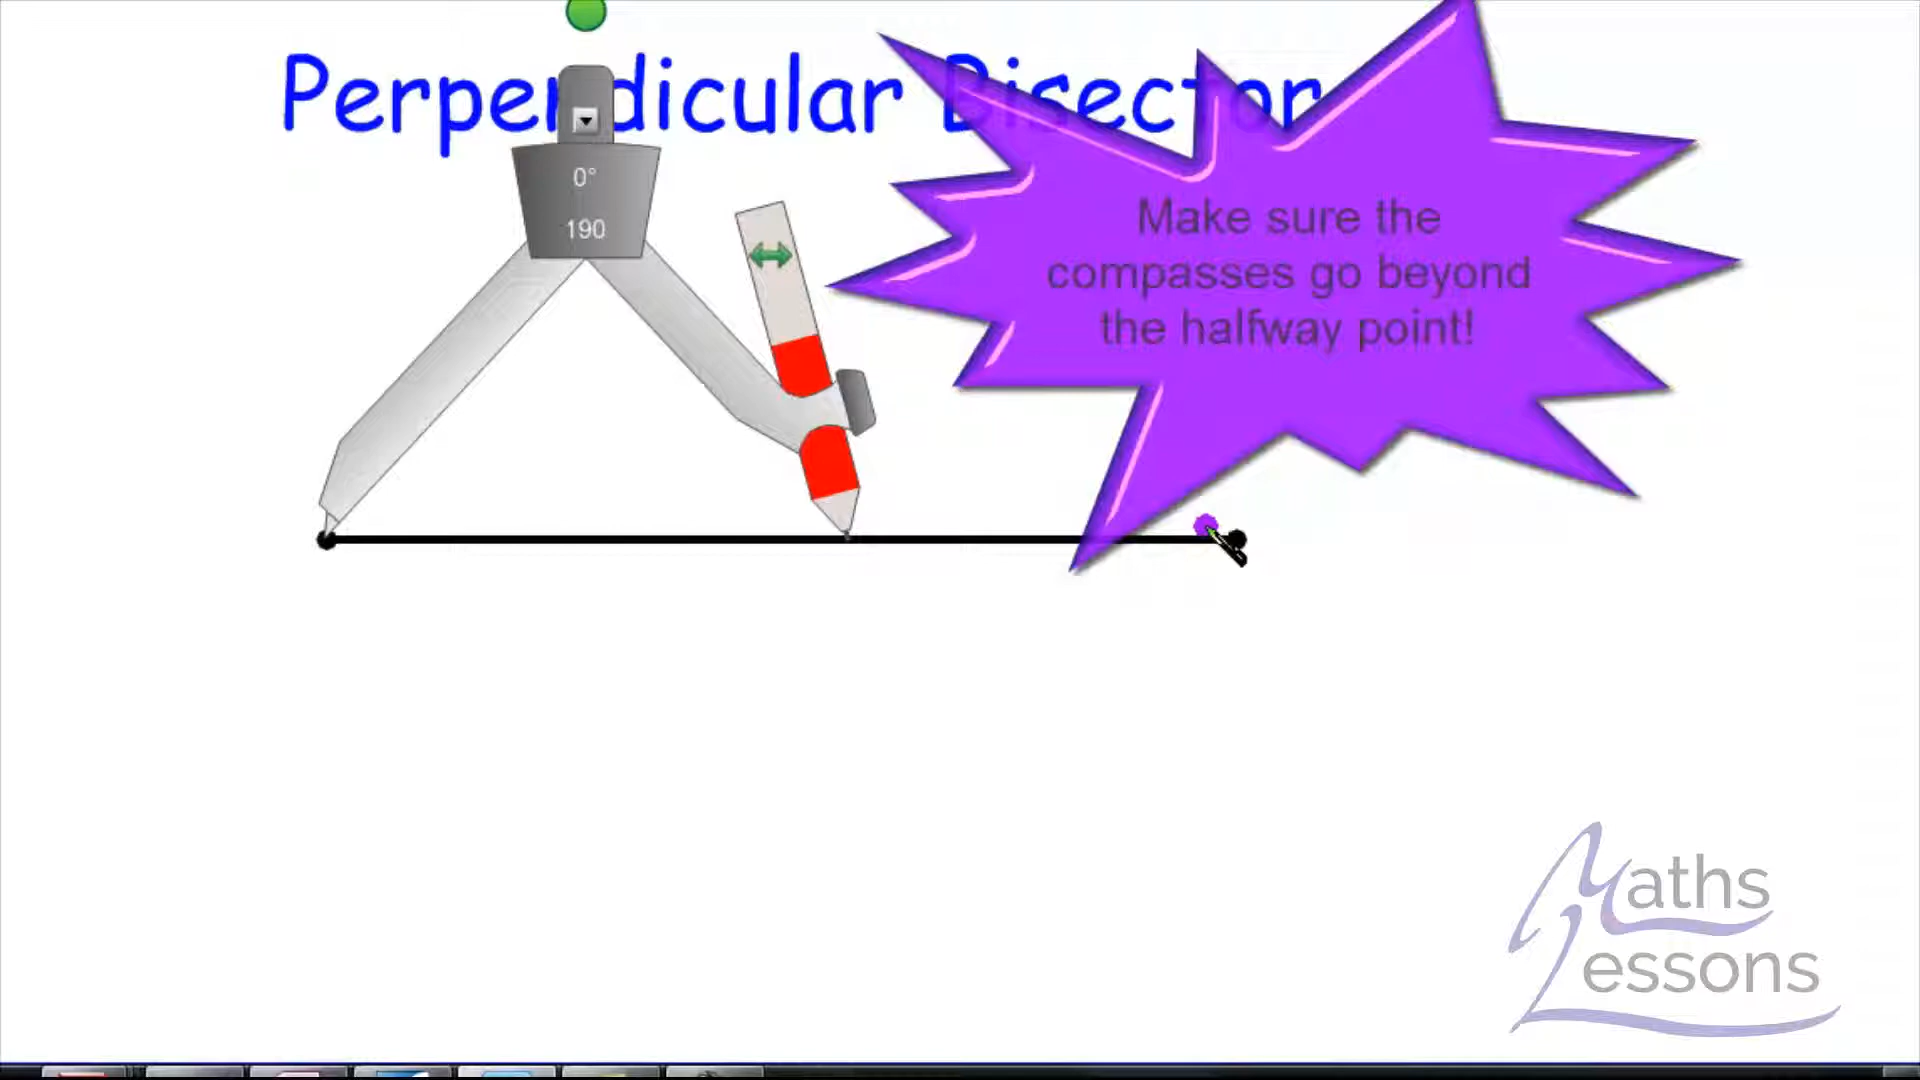 Perpendicular Bisector
0°
190
Make sure the
compasses go beyond
the halfway point!
Maths
Lessons